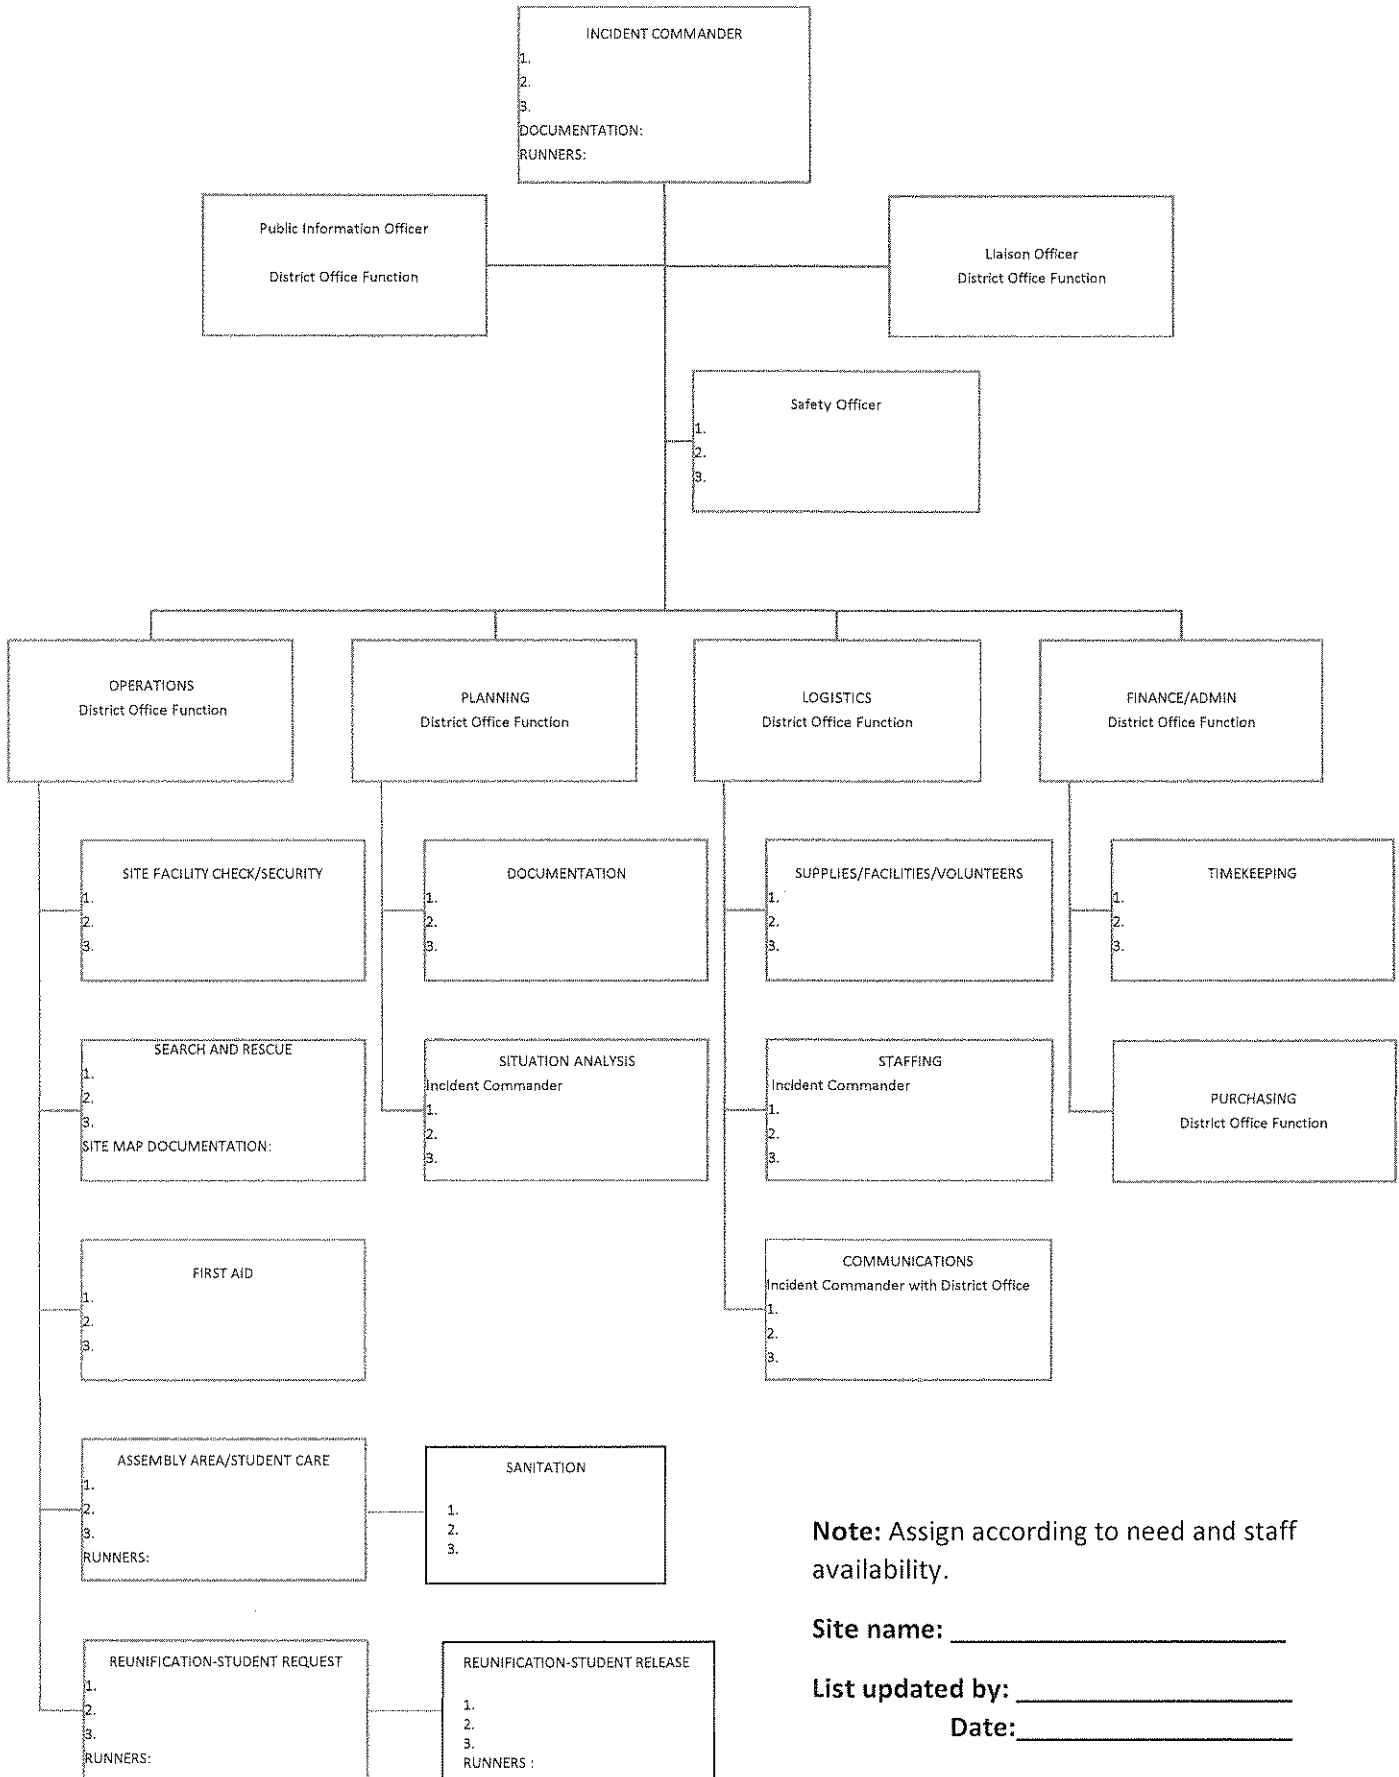 INCIDENT COMMANDER
1.
2.
3.
DOCUMENTATION:
RUNNERS:
Public Information Officer
District Office Function
Liaison Officer
District Office Function
Safety Officer
1.
2.
3.
OPERATIONS
District Office Function
PLANNING
District Office Function
LOGISTICS
District Office Function
FINANCE/ADMIN
District Office Function
SITE FACILITY CHECK/SECURITY
1.
2.
3.
DOCUMENTATION
1.
2.
3.
SUPPLIES/FACILITIES/VOLUNTEERS
1.
2.
3.
TIMEKEEPING
1.
2.
3.
SEARCH AND RESCUE
1.
2.
3.
SITE MAP DOCUMENTATION:
SITUATION ANALYSIS
Incident Commander
1.
2.
3.
STAFFING
Incident Commander
1.
2.
3.
PURCHASING
District Office Function
FIRST AID
1.
2.
3.
COMMUNICATIONS
Incident Commander with District Office
1.
2.
3.
ASSEMBLY AREA/STUDENT CARE
1.
2.
3.
RUNNERS:
SANITATION
1.
2.
3.
REUNIFICATION-STUDENT REQUEST
1.
2.
3.
RUNNERS:
REUNIFICATION-STUDENT RELEASE
1.
2.
3.
RUNNERS :
Note: Assign according to need and staff
availability.
Site name:
List updated by:
Date: